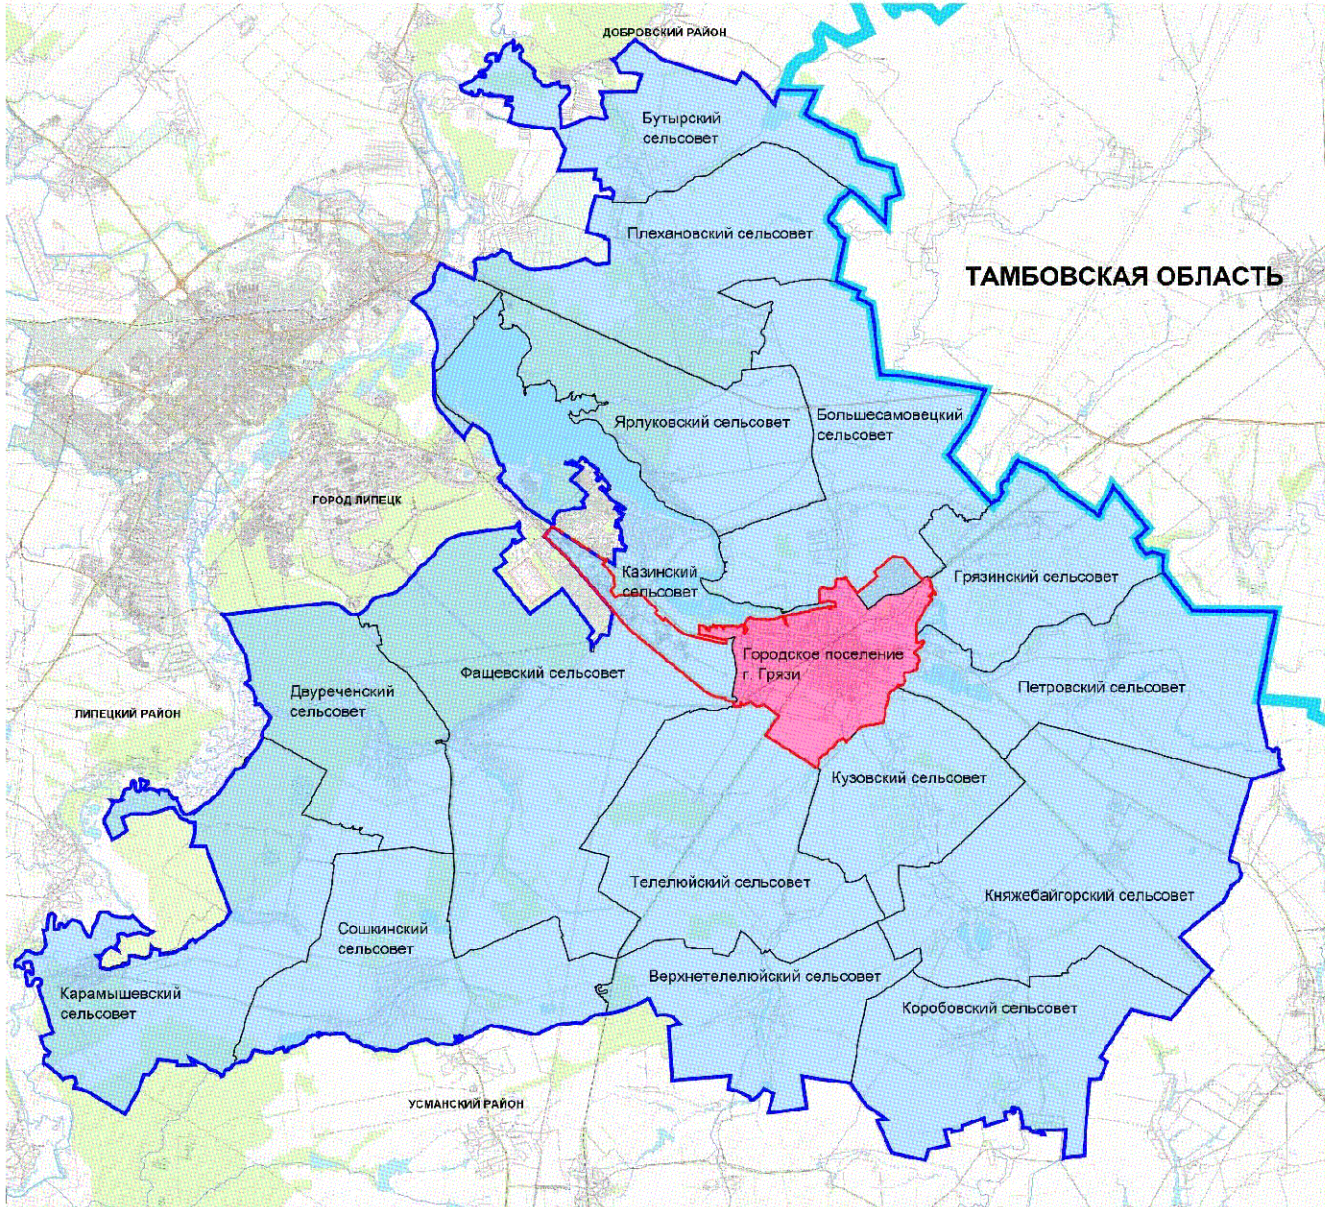 ДОБРОВСКИЙ РАЙОН
Бутырский
сельсовет
Плехановский сельсовет
ТАМБОВСКАЯ ОБЛАСТЬ
Ярлуковский сельсовет
Большесамовецкий
сельсовет
ГОРОД ЛИПЕЦК
Казинский
сельсовет
Грязинский сельсовет
Городское поселение
г. Грязи
Фащевский сельсовет
Двуреченский
сельсовет
Петровский сельсовет
ЛИПЕЦКИЙ РАЙОН
Кузовский сельсовет
Телелюйский сельсовет
Княжебайгорский сельсовет
Сошкинский
сельсовет
Верхнетелелюйский сельсовет
Карамышевский
сельсовет
Коробовский сельсовет
УСМАНСКИЙ РАЙОН